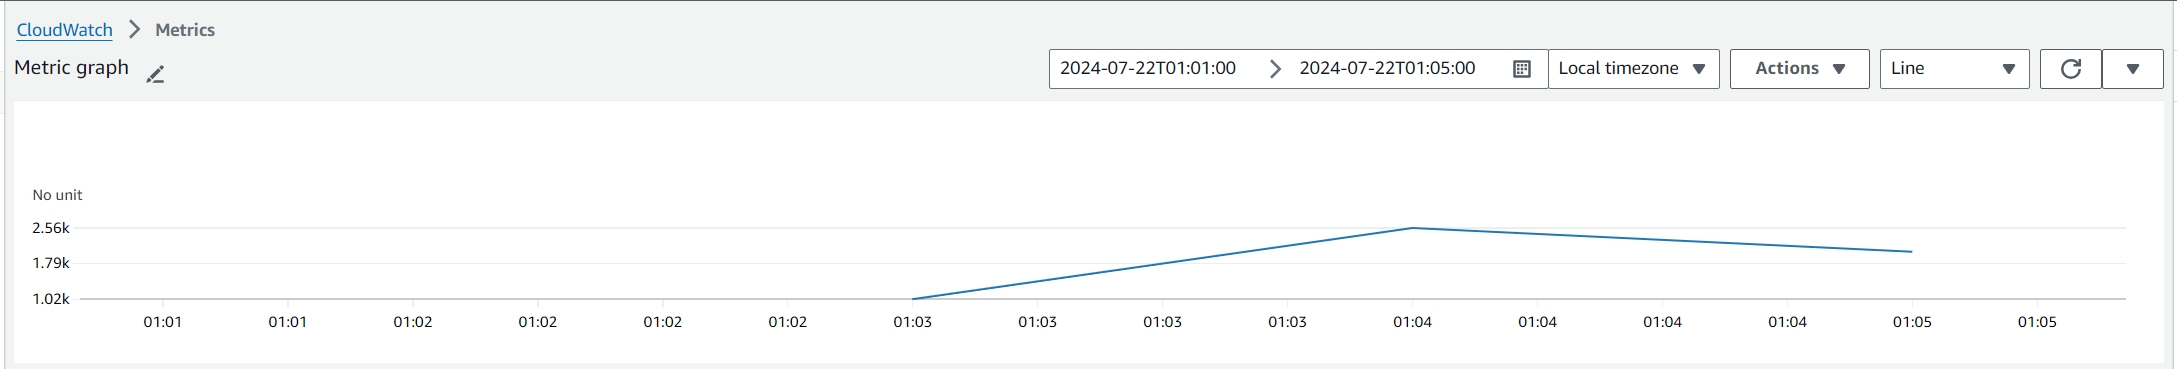 CloudWatch > Metrics
Metric graph
2024-07-22T01:01:00 > 2024-07-22T01:05:00 Local timezone Actions Line
No unit
2.56k
1.79k
1.02k
01:01 01:01 01:02 01:02 01:02 01:02 01:03 01:03 01:03 01:03 01:04 01:04 01:04 01:04 01:05 01:05